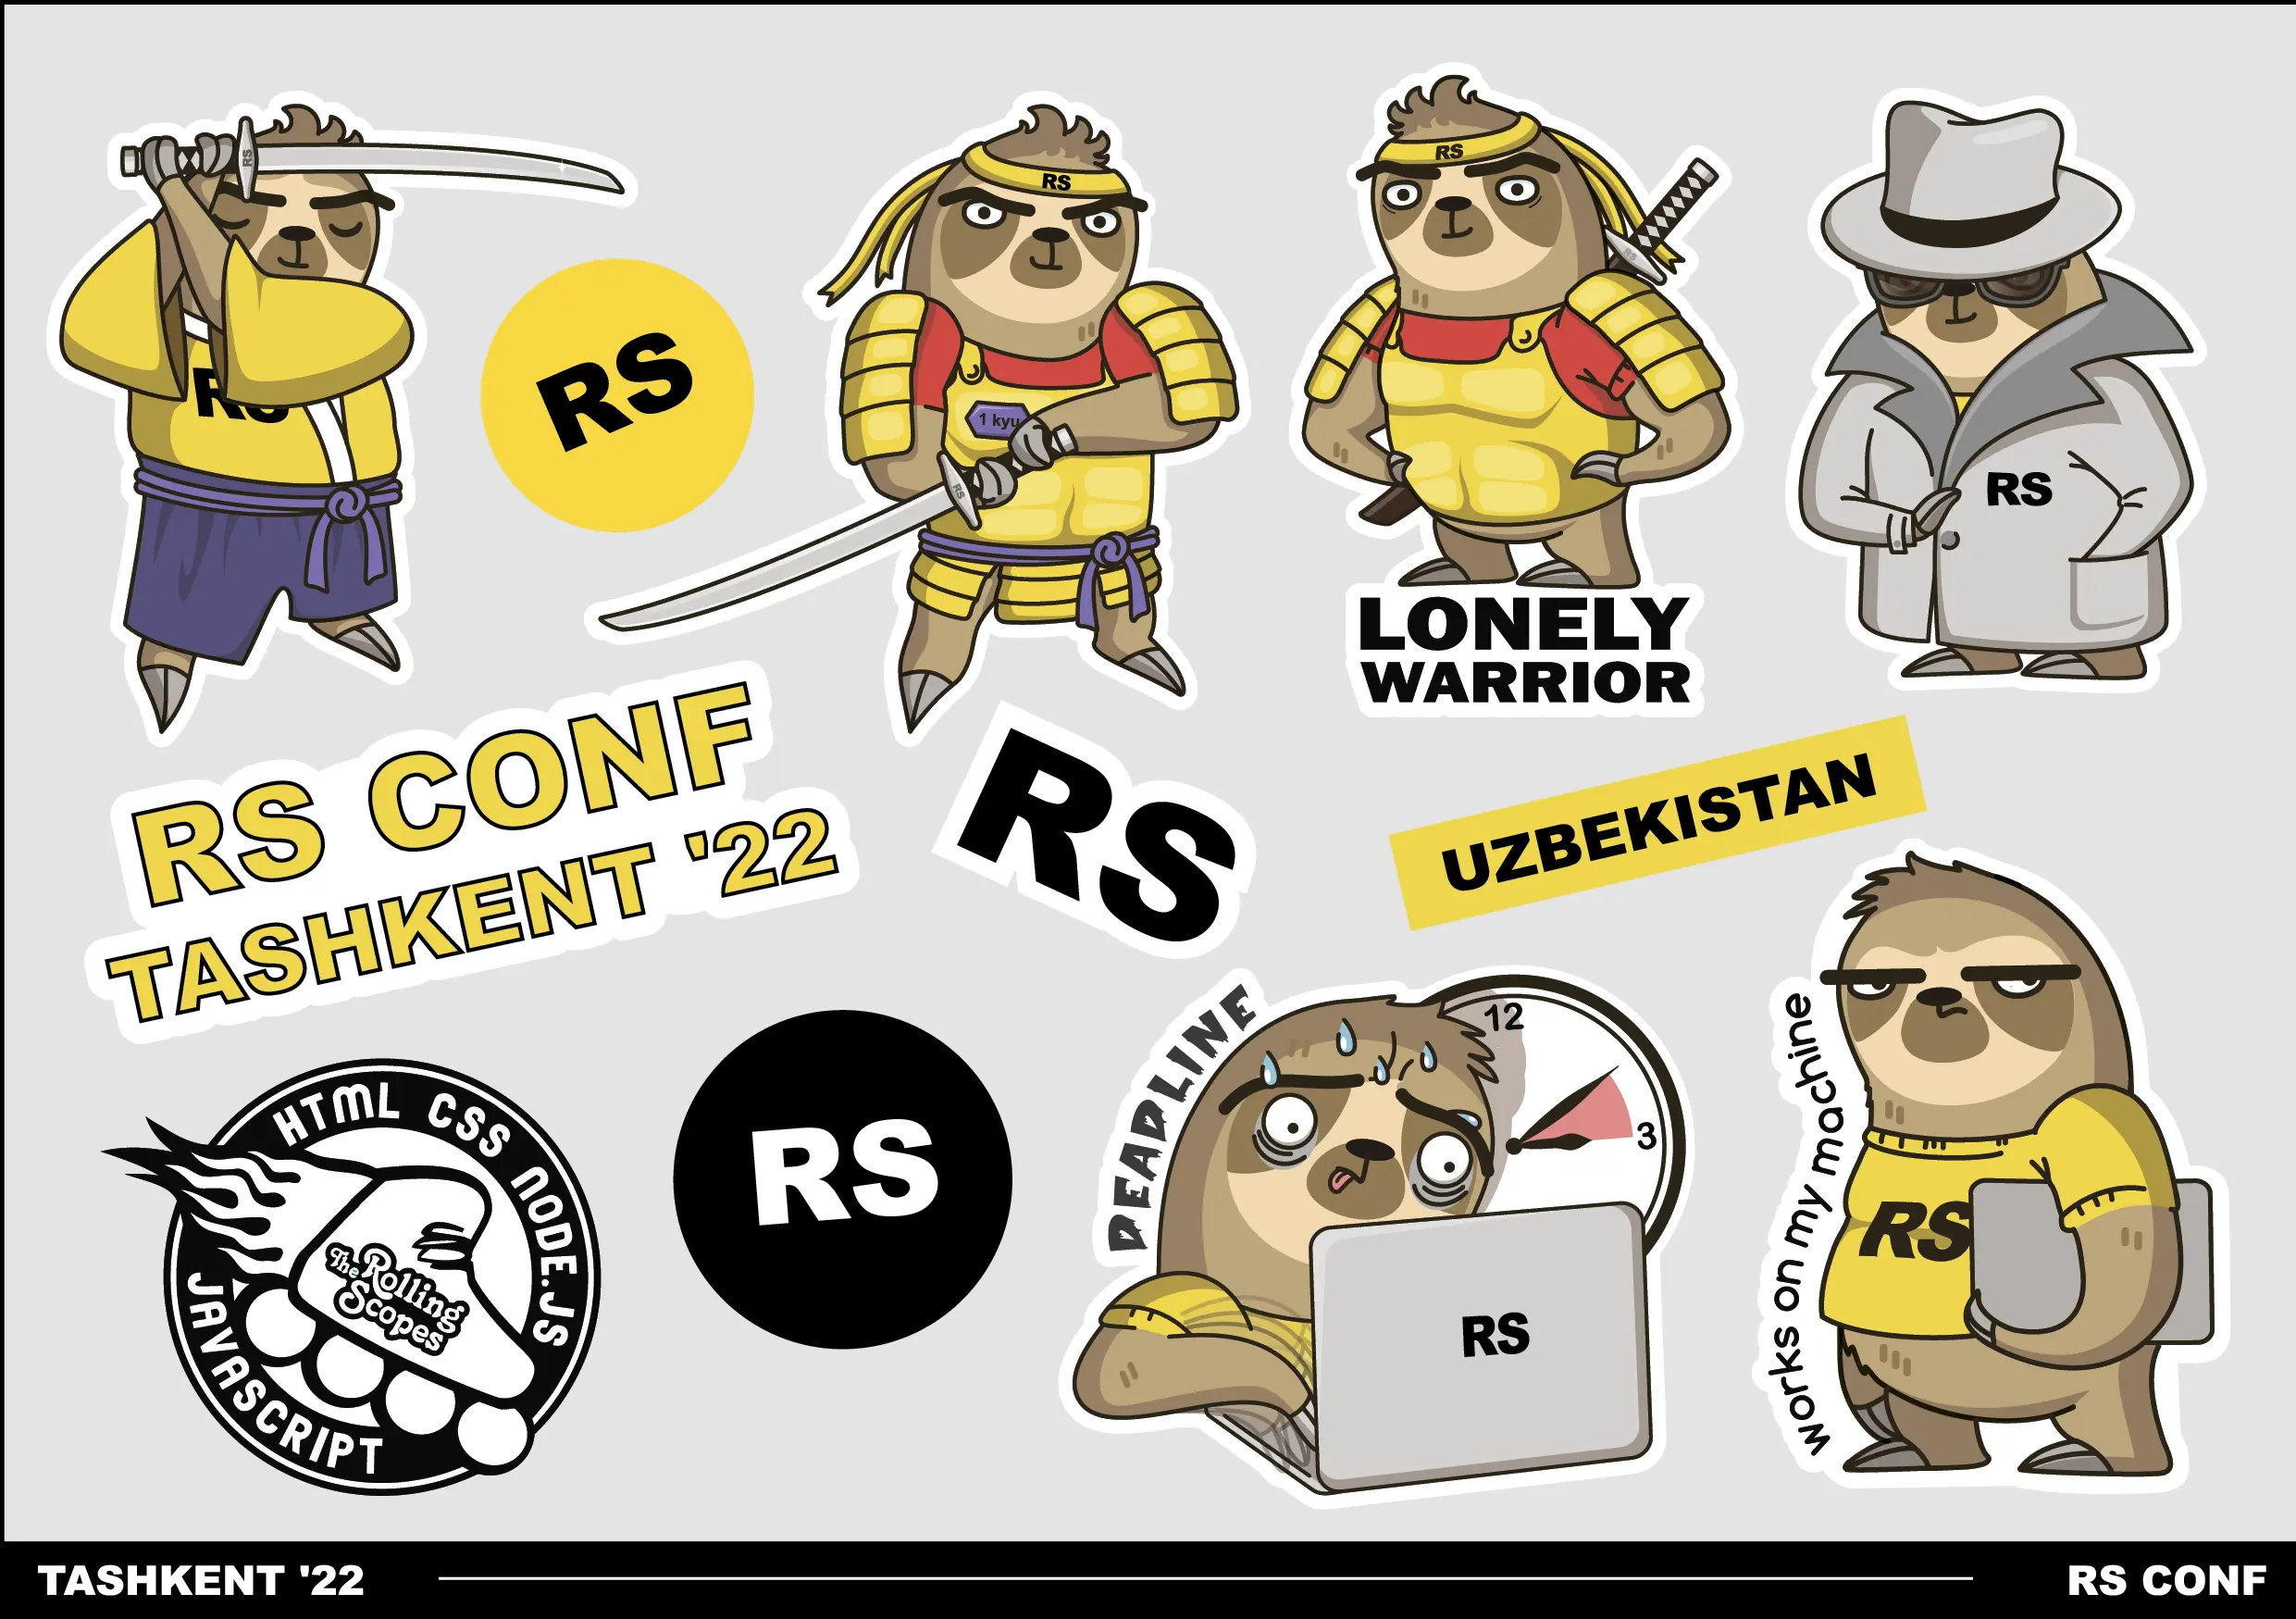 RS
RS
RS
RS
1 kyu
RS
RS
RS
LONELY
WARRIOR
RS
RS CONF
TASHKENT '22
RS
UZBEKISTAN
HTML CSS NODE.JS
JAVASCRIPT
The Rolling
Scopes
RS
DEADLINE
12
3
RS
works on my machine
RS
TASHKENT '22
RS CONF